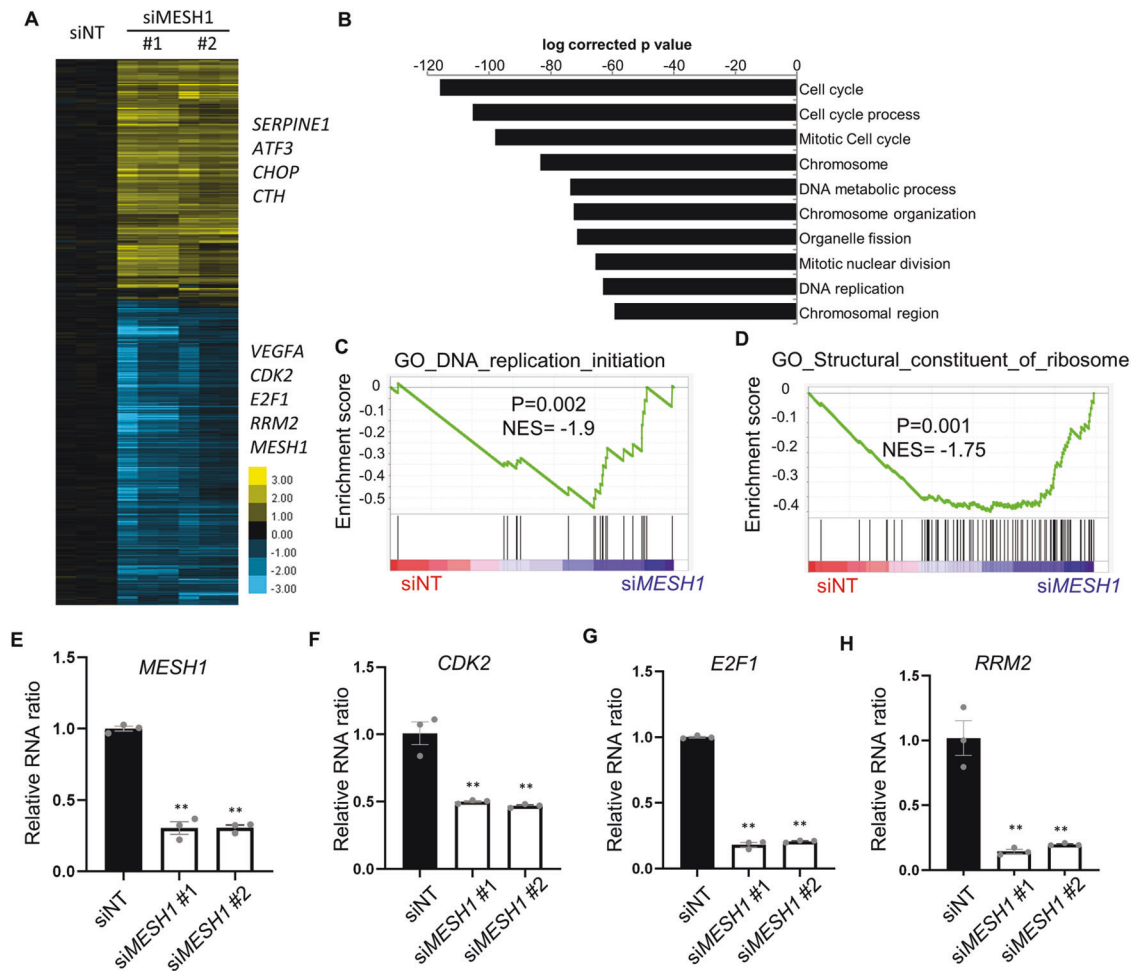 A
siNT
siMESH1
#1
#2
SERPINE1
ATF3
CHOP
CTH
VEGFA
CDK2
E2F1
RRM2
MESH1
3.00
2.00
1.00
0.00
-1.00
-2.00
-3.00
B
log corrected p value
-120 -100 -80 -60 -40 -20 0
Cell cycle
Cell cycle process
Mitotic Cell cycle
Chromosome
DNA metabolic process
Chromosome organization
Organelle fission
Mitotic nuclear division
DNA replication
Chromosomal region
C
GO_DNA_replication_initiation
Enrichment score
0
-0.1
-0.2
-0.3
-0.4
-0.5
P=0.002
NES= -1.9
siNT
siMESH1
D
GO_Structural_constituent_of_ribosome
Enrichment score
0
-0.1
-0.2
-0.3
-0.4
P=0.001
NES= -1.75
siNT
siMESH1
E
MESH1
Relative RNA ratio
1.5
1.0
0.5
0.0
**
**
siNT
siMESH1 #1
siMESH1 #2
F
CDK2
Relative RNA ratio
1.5
1.0
0.5
0.0
**
**
siNT
siMESH1 #1
siMESH1 #2
G
E2F1
Relative RNA ratio
1.5
1.0
0.5
0.0
**
**
siNT
siMESH1 #1
siMESH1 #2
H
RRM2
Relative RNA ratio
1.5
1.0
0.5
0.0
**
**
siNT
siMESH1 #1
siMESH1 #2